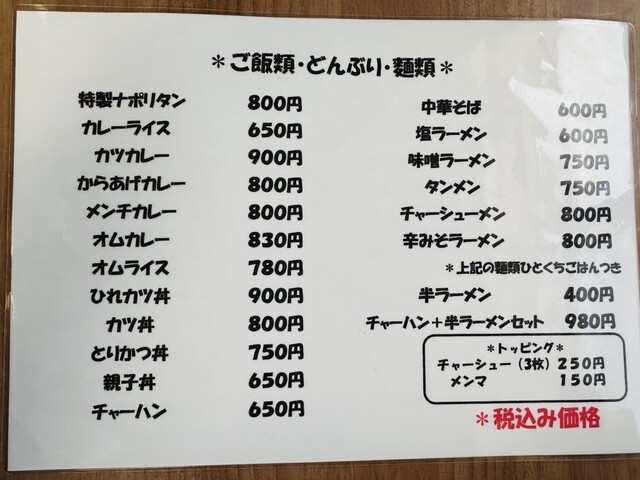 ＊ご飯類・どんぶり・麺類＊
特製ナポリタン 800円
カレーライス 650円
カツカレー 900円
からあげカレー 800円
メンチカレー 800円
オムカレー 830円
オムライス 780円
ひれカツ丼 900円
カツ丼 800円
とりかつ丼 750円
親子丼 650円
チャーハン 650円
中華そば 600円
塩ラーメン 600円
味噌ラーメン 750円
タンメン 750円
チャーシューメン 800円
辛みそラーメン 800円
＊上記の麺類ひとくちごはんつき
半ラーメン 400円
チャーハン＋半ラーメンセット 980円
＊トッピング＊
チャーシュー（3枚）250円
メンマ 150円
＊税込み価格